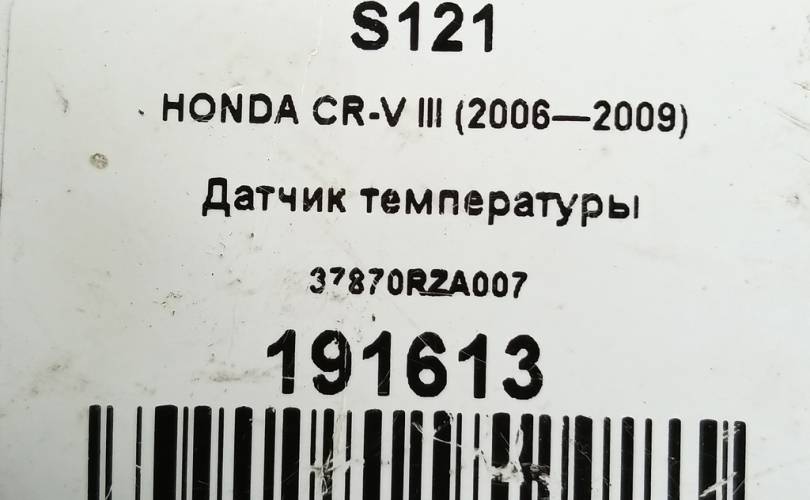 S121
HONDA CR-V III (2006—2009)
Датчик температуры
37870RZA007
191613